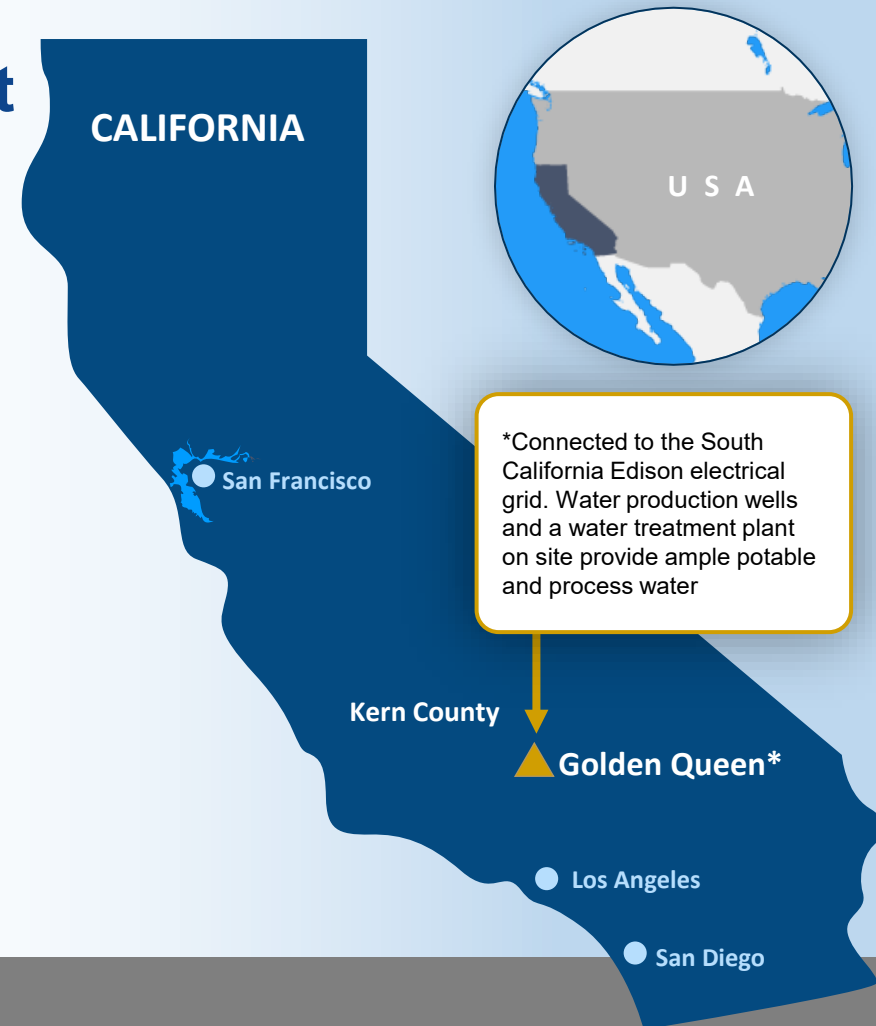 t
CALIFORNIA
U S A
*Connected to the South
California Edison electrical
grid. Water production wells
and a water treatment plant
on site provide ample potable
and process water
San Francisco
Kern County
Golden Queen*
Los Angeles
San Diego